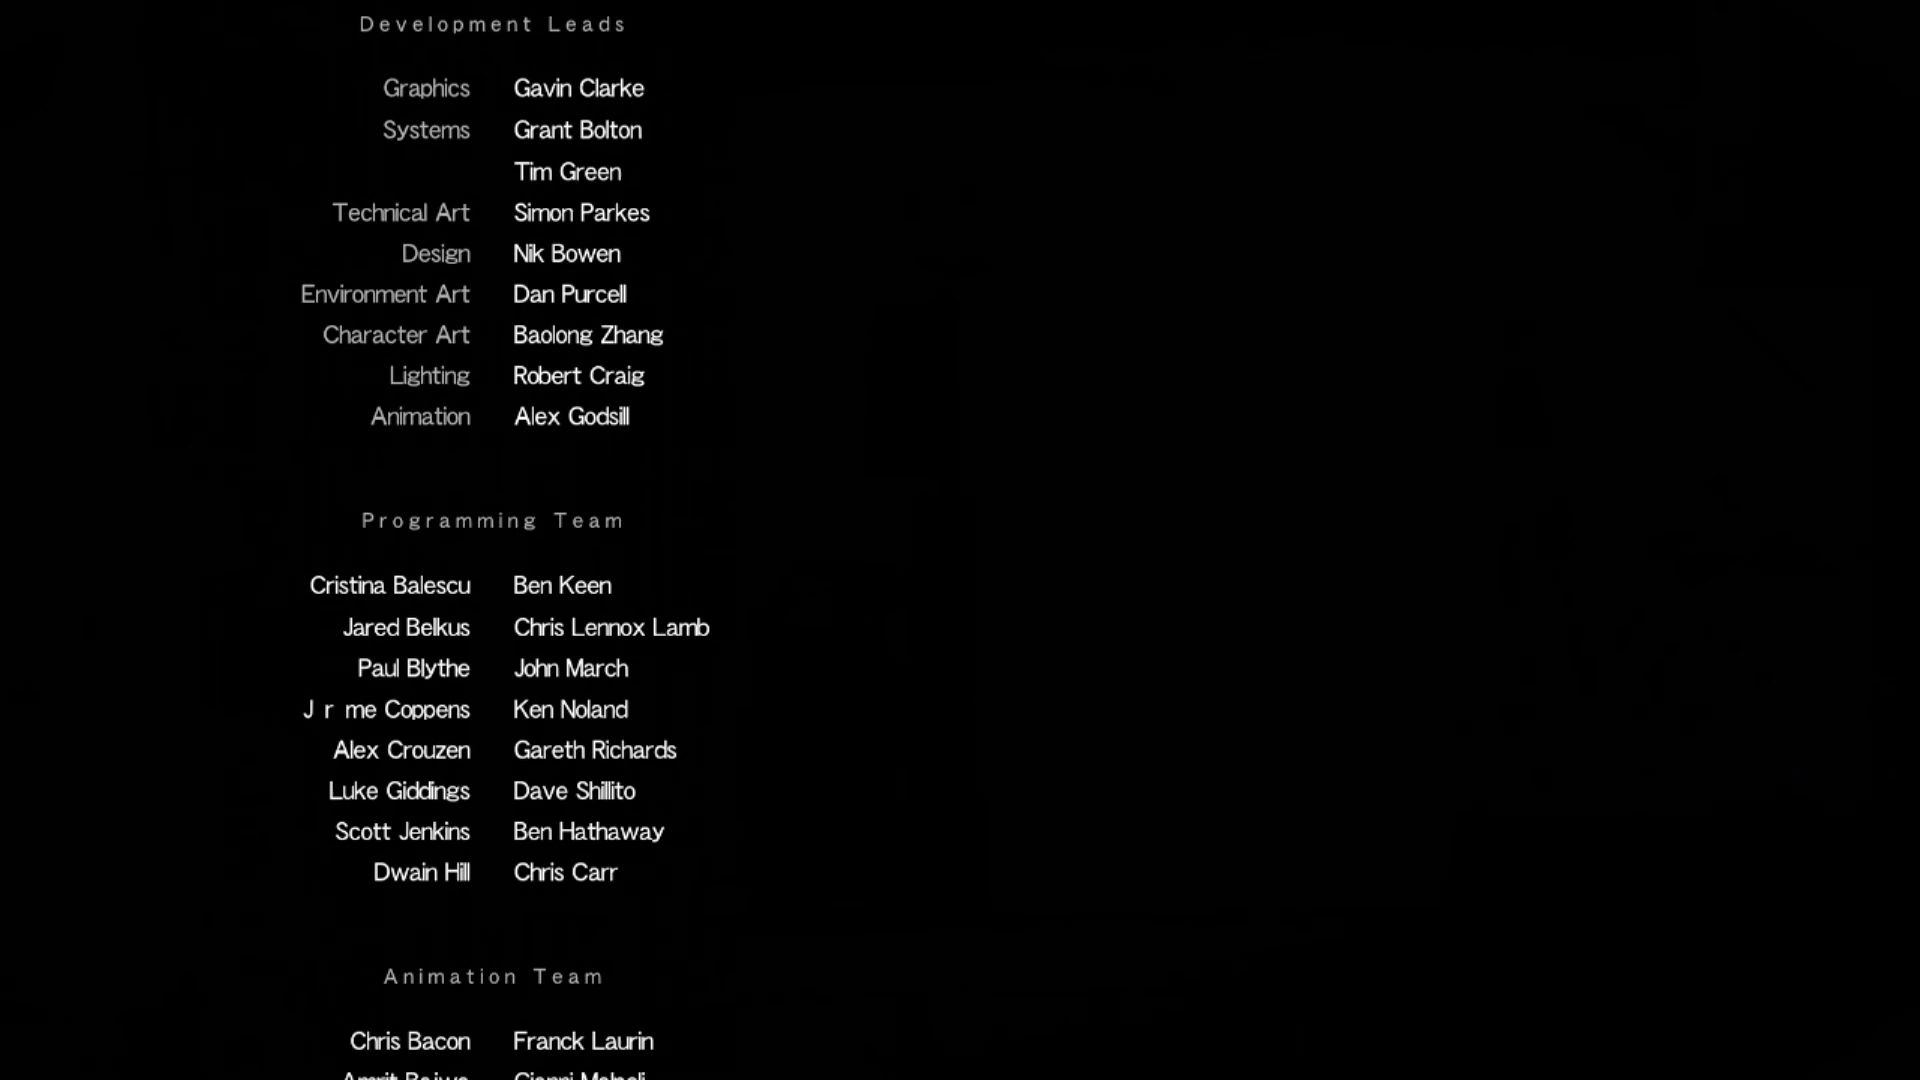 Development Leads
Graphics Gavin Clarke
Systems Grant Bolton
Tim Green
Technical Art Simon Parkes
Design Nik Bowen
Environment Art Dan Purcell
Character Art Baolong Zhang
Lighting Robert Craig
Animation Alex Godsill
Programming Team
Cristina Balescu Ben Keen
Jared Belkus Chris Lennox Lamb
Paul Blythe John March
J r me Coppens Ken Noland
Alex Crouzen Gareth Richards
Luke Giddings Dave Shillito
Scott Jenkins Ben Hathaway
Dwain Hill Chris Carr
Animation Team
Chris Bacon Franck Laurin